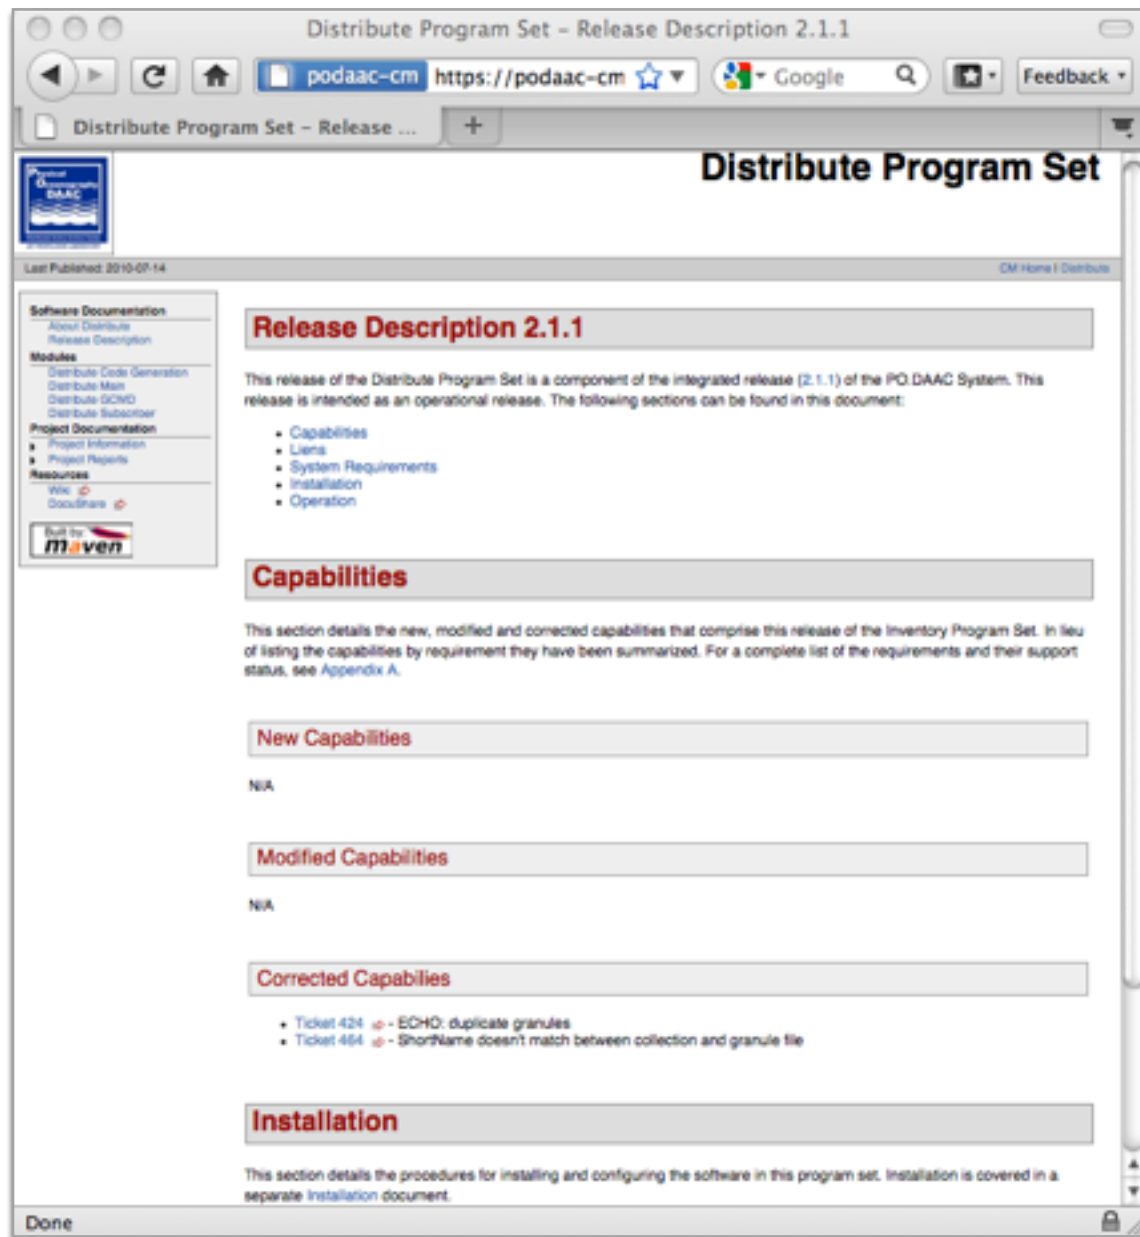 Distribute Program Set – Release Description 2.1.1
podaac-cm https://podaac-cm Google Feedback
Distribute Program Set – Release ... +
Physical
Oceanography
DAAC
Distribute Program Set
Last Published: 2010-07-14
CM Home | Distribute
Software Documentation
About Distribute
Release Description
Modules
Distribute Code Generation
Distribute Main
Distribute GCMD
Distribute Subscriber
Project Documentation
Project Information
Project Reports
Resources
Wiki
DocuShare
Built by
maven
Release Description 2.1.1
This release of the Distribute Program Set is a component of the integrated release (2.1.1) of the PO.DAAC System. This
release is intended as an operational release. The following sections can be found in this document:
• Capabilities
• Liens
• System Requirements
• Installation
• Operation
Capabilities
This section details the new, modified and corrected capabilities that comprise this release of the Inventory Program Set. In lieu
of listing the capabilities by requirement they have been summarized. For a complete list of the requirements and their support
status, see Appendix A.
New Capabilities
N/A
Modified Capabilities
N/A
Corrected Capabilies
• Ticket 424 - ECHO: duplicate granules
• Ticket 464 - ShortName doesn't match between collection and granule file
Installation
This section details the procedures for installing and configuring the software in this program set. Installation is covered in a
separate Installation document.
Done